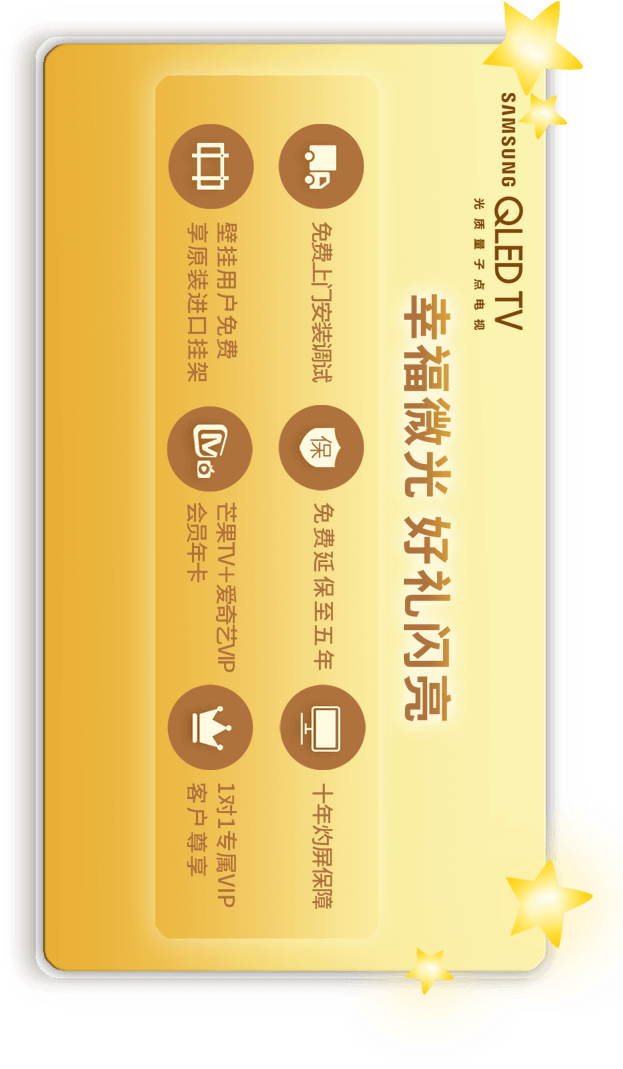 SAMSUNG QLED TV
光质量子点电视
幸福微光 好礼闪亮
免费上门安装调试
保
免费延保至五年
十年灼屏保障
壁挂用户免费
享原装进口挂架
芒果TV+爱奇艺VIP
会员年卡
1对1专属VIP
客户尊享